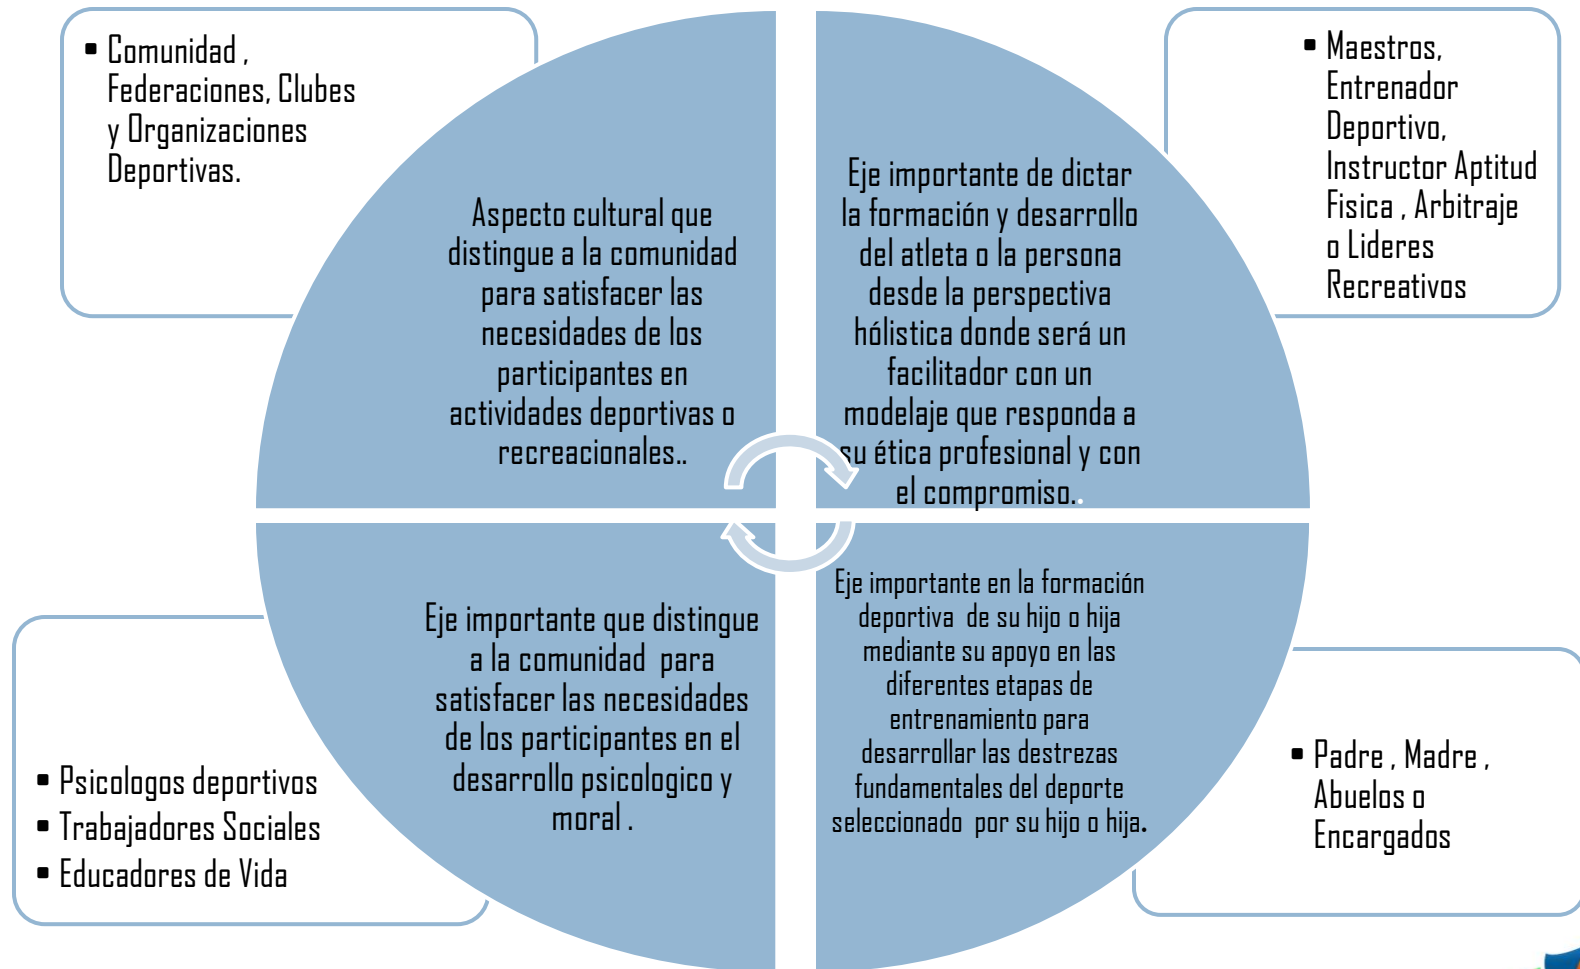 ▪ Comunidad ,
Federaciones, Clubes
y Organizaciones
Deportivas.
Aspecto cultural que
distingue a la comunidad
para satisfacer las
necesidades de los
participantes en
actividades deportivas o
recreacionales..
▪ Maestros,
Entrenador
Deportivo,
Instructor Aptitud
Fisica , Arbitraje
o Lideres
Recreativos
Eje importante de dictar
la formación y desarrollo
del atleta o la persona
desde la perspectiva
hólistica donde será un
facilitador con un
modelaje que responda a
su ética profesional y con
el compromiso..
▪ Psicologos deportivos
▪ Trabajadores Sociales
▪ Educadores de Vida
Eje importante que distingue
a la comunidad para
satisfacer las necesidades
de los participantes en el
desarrollo psicologico y
moral .
Eje importante en la formación
deportiva de su hijo o hija
mediante su apoyo en las
diferentes etapas de
entrenamiento para
desarrollar las destrezas
fundamentales del deporte
seleccionado por su hijo o hija.
▪ Padre , Madre ,
Abuelos o
Encargados